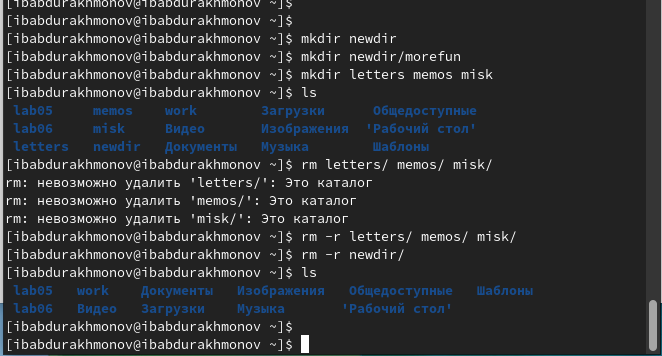 [ibabdurakhmonov@ibabdurakhmonov ~]$
[ibabdurakhmonov@ibabdurakhmonov ~]$
[ibabdurakhmonov@ibabdurakhmonov ~]$ mkdir newdir
[ibabdurakhmonov@ibabdurakhmonov ~]$ mkdir newdir/morefun
[ibabdurakhmonov@ibabdurakhmonov ~]$ mkdir letters memos misk
[ibabdurakhmonov@ibabdurakhmonov ~]$ ls
lab05 memos work Загрузки Общедоступные
lab06 misk Видео Изображения 'Рабочий стол'
letters newdir Документы Музыка Шаблоны
[ibabdurakhmonov@ibabdurakhmonov ~]$ rm letters/ memos/ misk/
rm: невозможно удалить 'letters/': Это каталог
rm: невозможно удалить 'memos/': Это каталог
rm: невозможно удалить 'misk/': Это каталог
[ibabdurakhmonov@ibabdurakhmonov ~]$ rm -r letters/ memos/ misk/
[ibabdurakhmonov@ibabdurakhmonov ~]$ rm -r newdir/
[ibabdurakhmonov@ibabdurakhmonov ~]$ ls
lab05 work Документы Изображения Общедоступные Шаблоны
lab06 Видео Загрузки Музыка 'Рабочий стол'
[ibabdurakhmonov@ibabdurakhmonov ~]$
[ibabdurakhmonov@ibabdurakhmonov ~]$